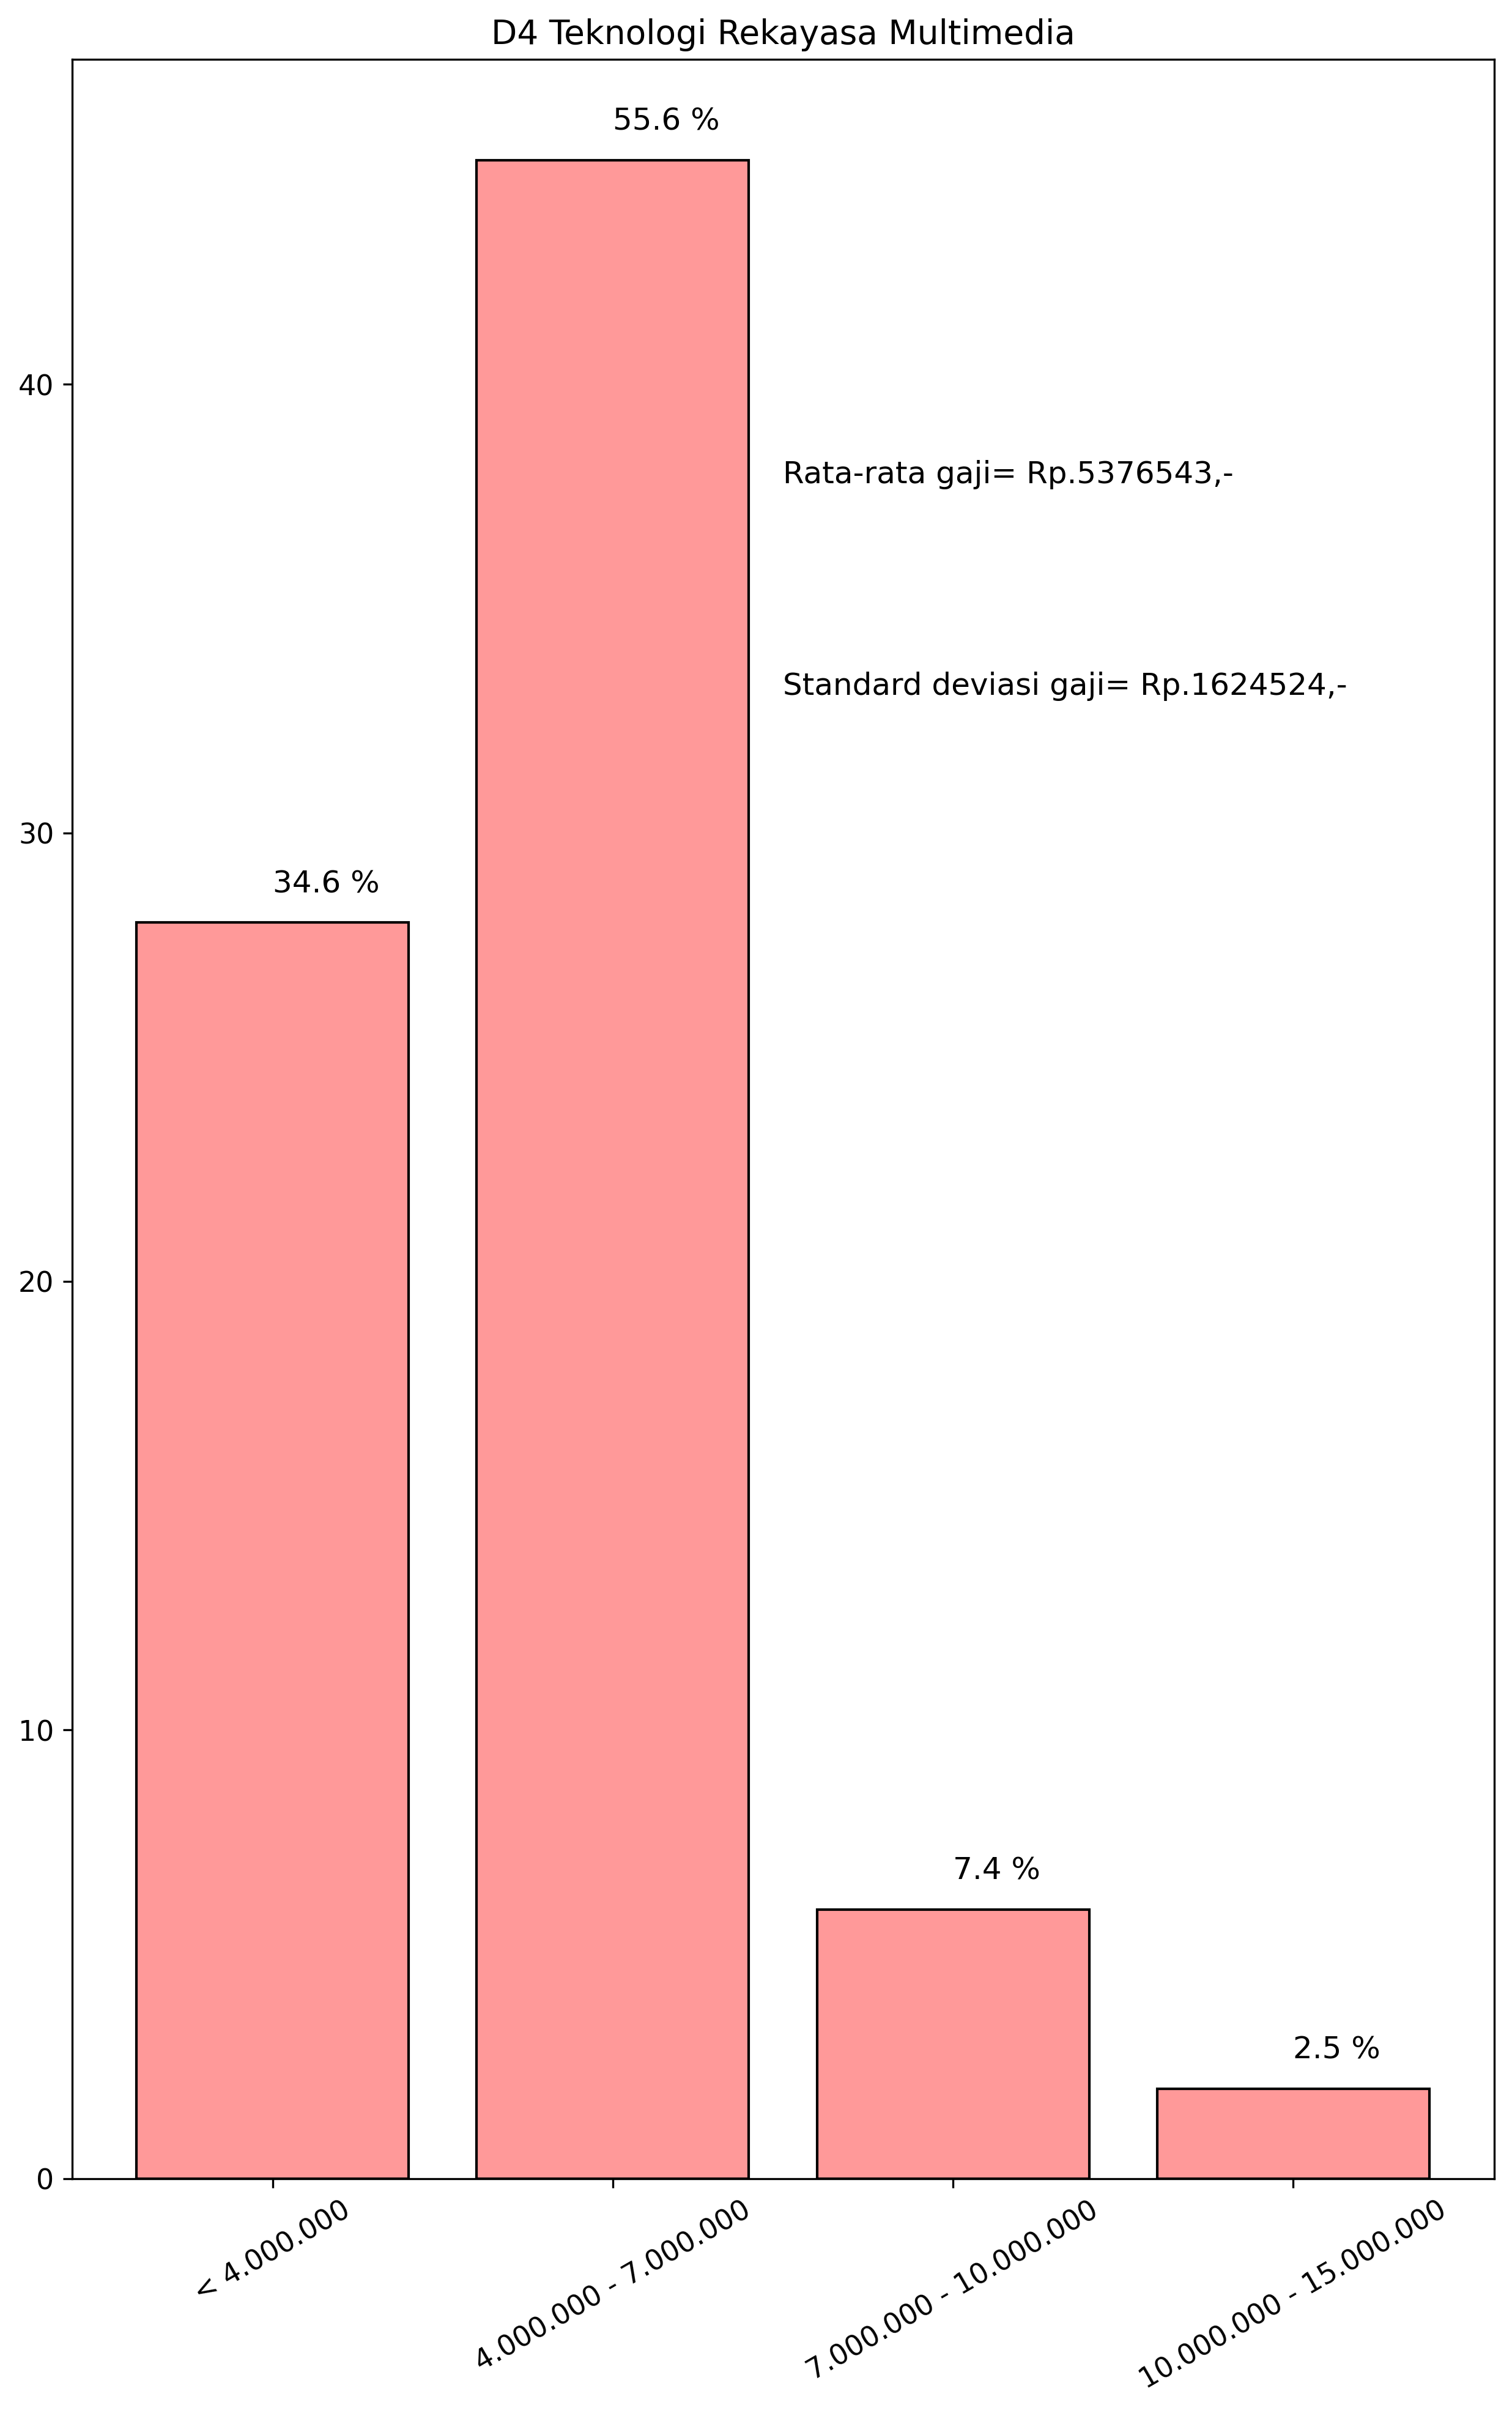 D4 Teknologi Rekayasa Multimedia
55.6 %
40
Rata-rata gaji= Rp.5376543,-
Standard deviasi gaji= Rp.1624524,-
30
34.6 %
20
10
7.4 %
2.5 %
0
< 4.000.000
4.000.000 - 7.000.000
7.000.000 - 10.000.000
10.000.000 - 15.000.000